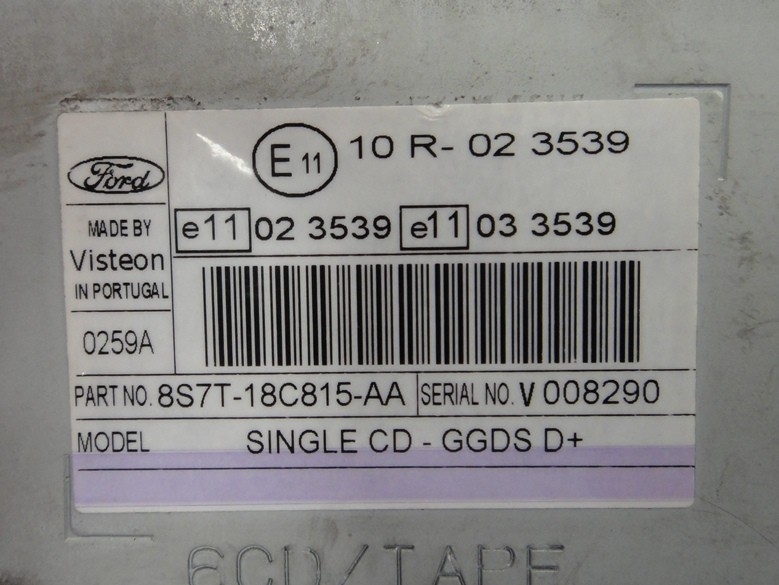 E 11 10 R- 02 3539
Ford
MADE BY
Visteon
IN PORTUGAL
e11 02 3539 e11 03 3539
0259A
PART NO. 8S7T-18C815-AA SERIAL NO. V 008290
MODEL SINGLE CD - GGDS D+
6CD/TAPE